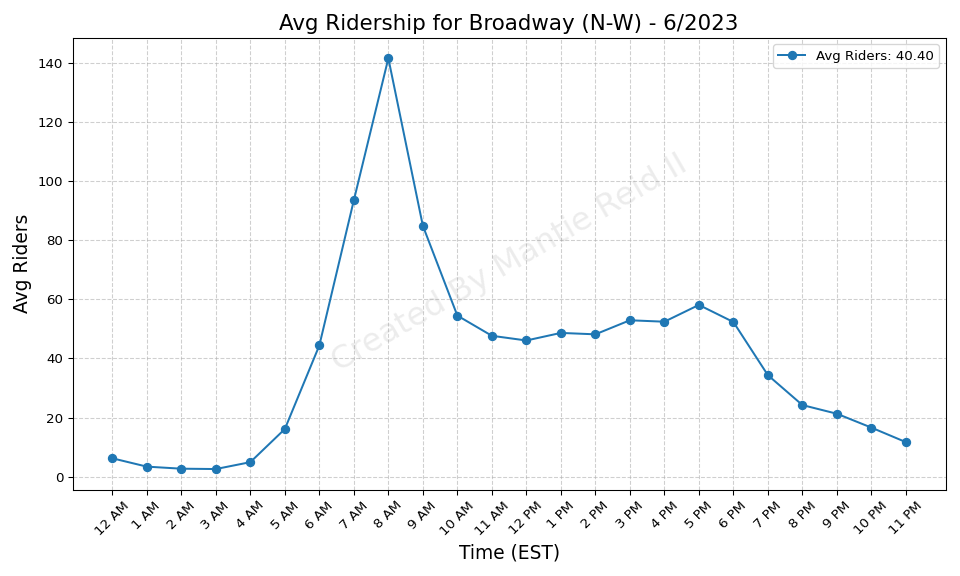 Avg Ridership for Broadway (N-W) - 6/2023
Avg Riders: 40.40
140
120
100
80
60
40
20
0
Avg Riders
Created By Mantie Reid II
12 AM
1 AM
2 AM
3 AM
4 AM
5 AM
6 AM
7 AM
8 AM
9 AM
10 AM
11 AM
12 PM
1 PM
2 PM
3 PM
4 PM
5 PM
6 PM
7 PM
8 PM
9 PM
10 PM
11 PM
Time (EST)